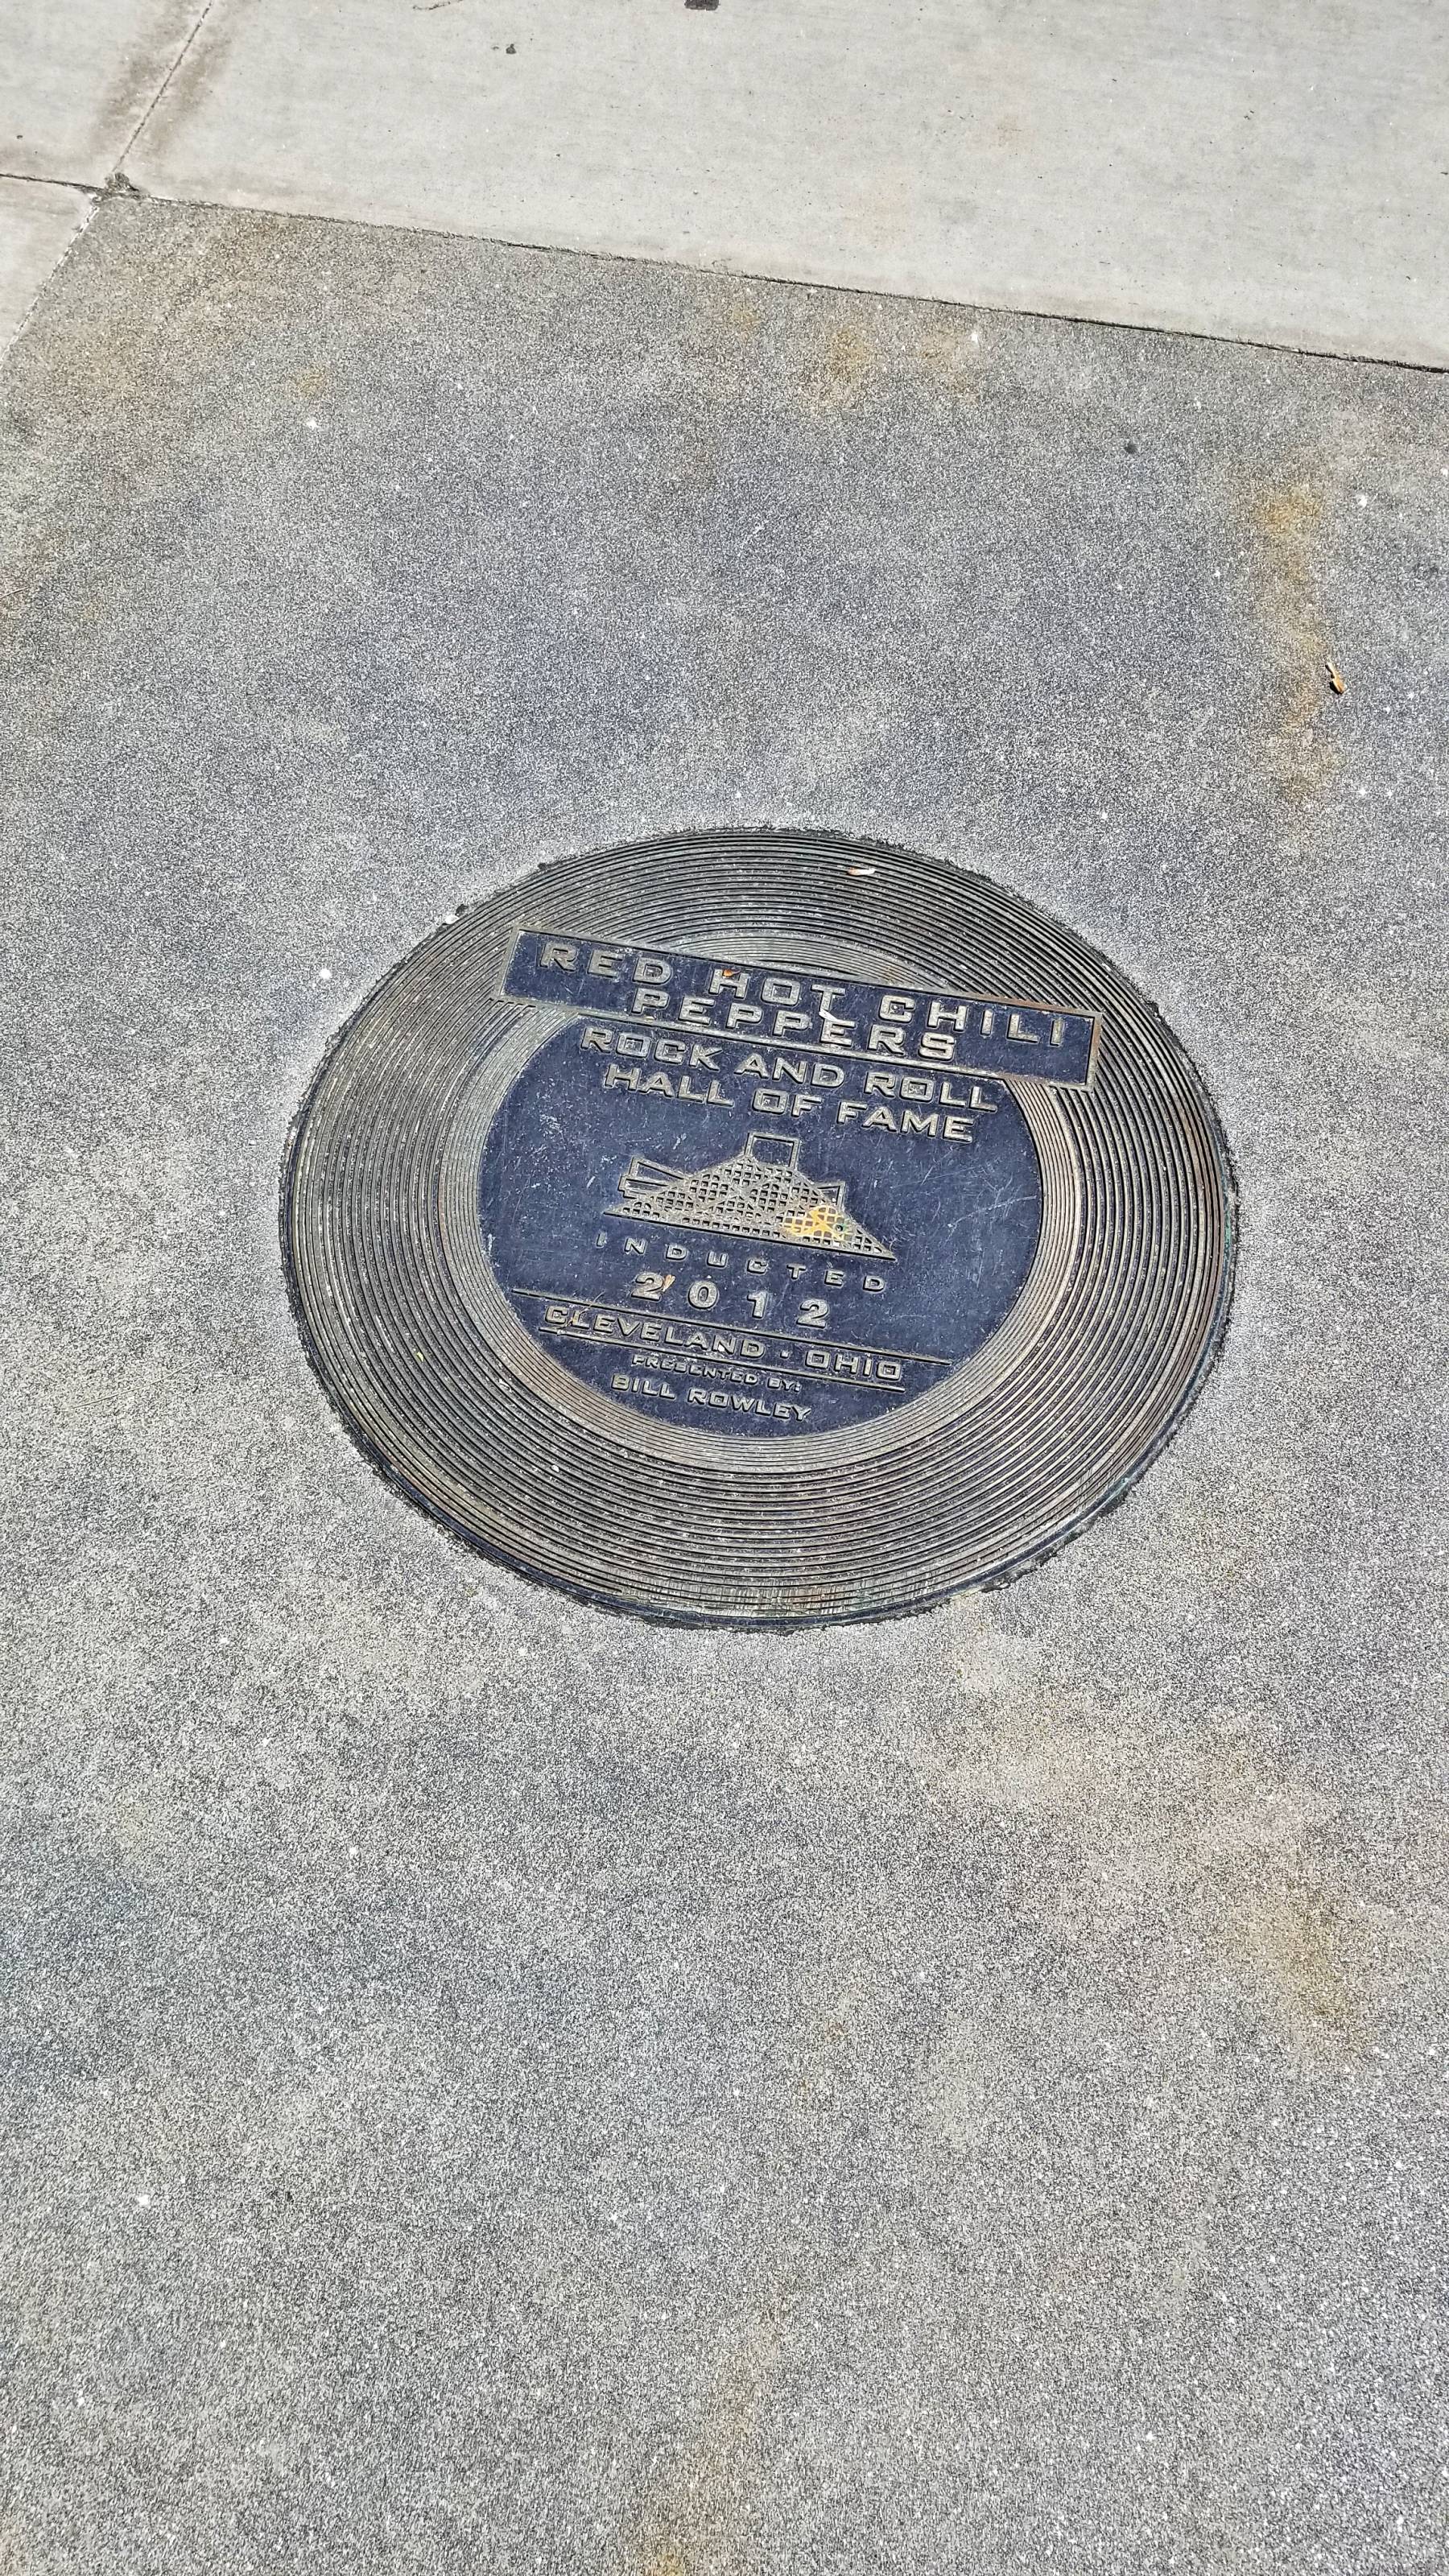 RED HOT CHILI
PEPPERS
ROCK AND ROLL
HALL OF FAME
INDUCTED
2012
CLEVELAND · OHIO
PRESENTED BY:
BILL ROWLEY